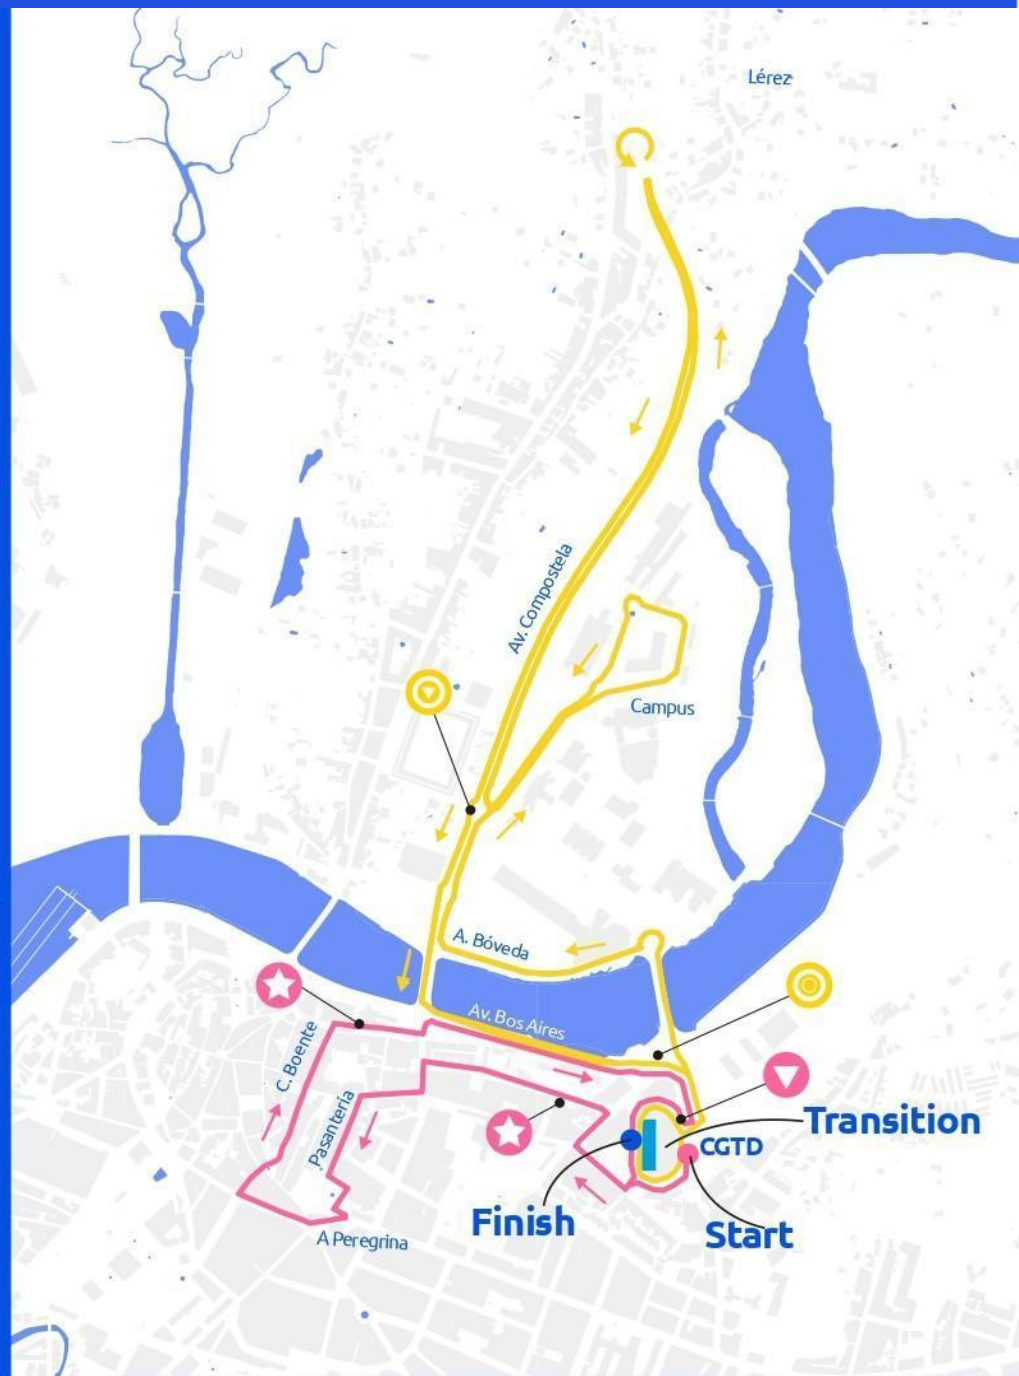 Lérez
Av. Compostela
Campus
A. Bóveda
Av. Bos Aires
C. Boente
Pasantería
Transition
CGTD
Finish
Start
A Peregrina